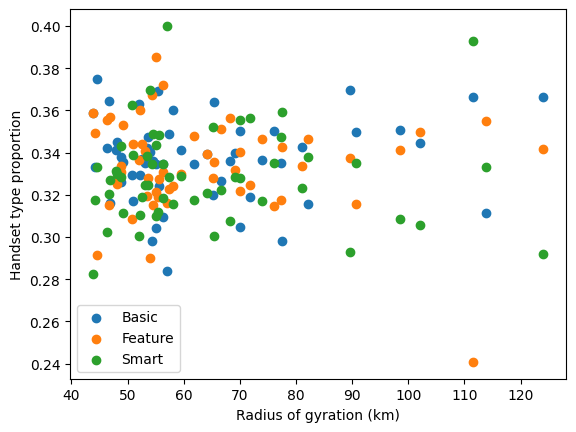 0.40
0.38
0.36
0.34
0.32
0.30
0.28
0.26
0.24
Handset type proportion
Basic
Feature
Smart
40 50 60 70 80 90 100 110 120
Radius of gyration (km)